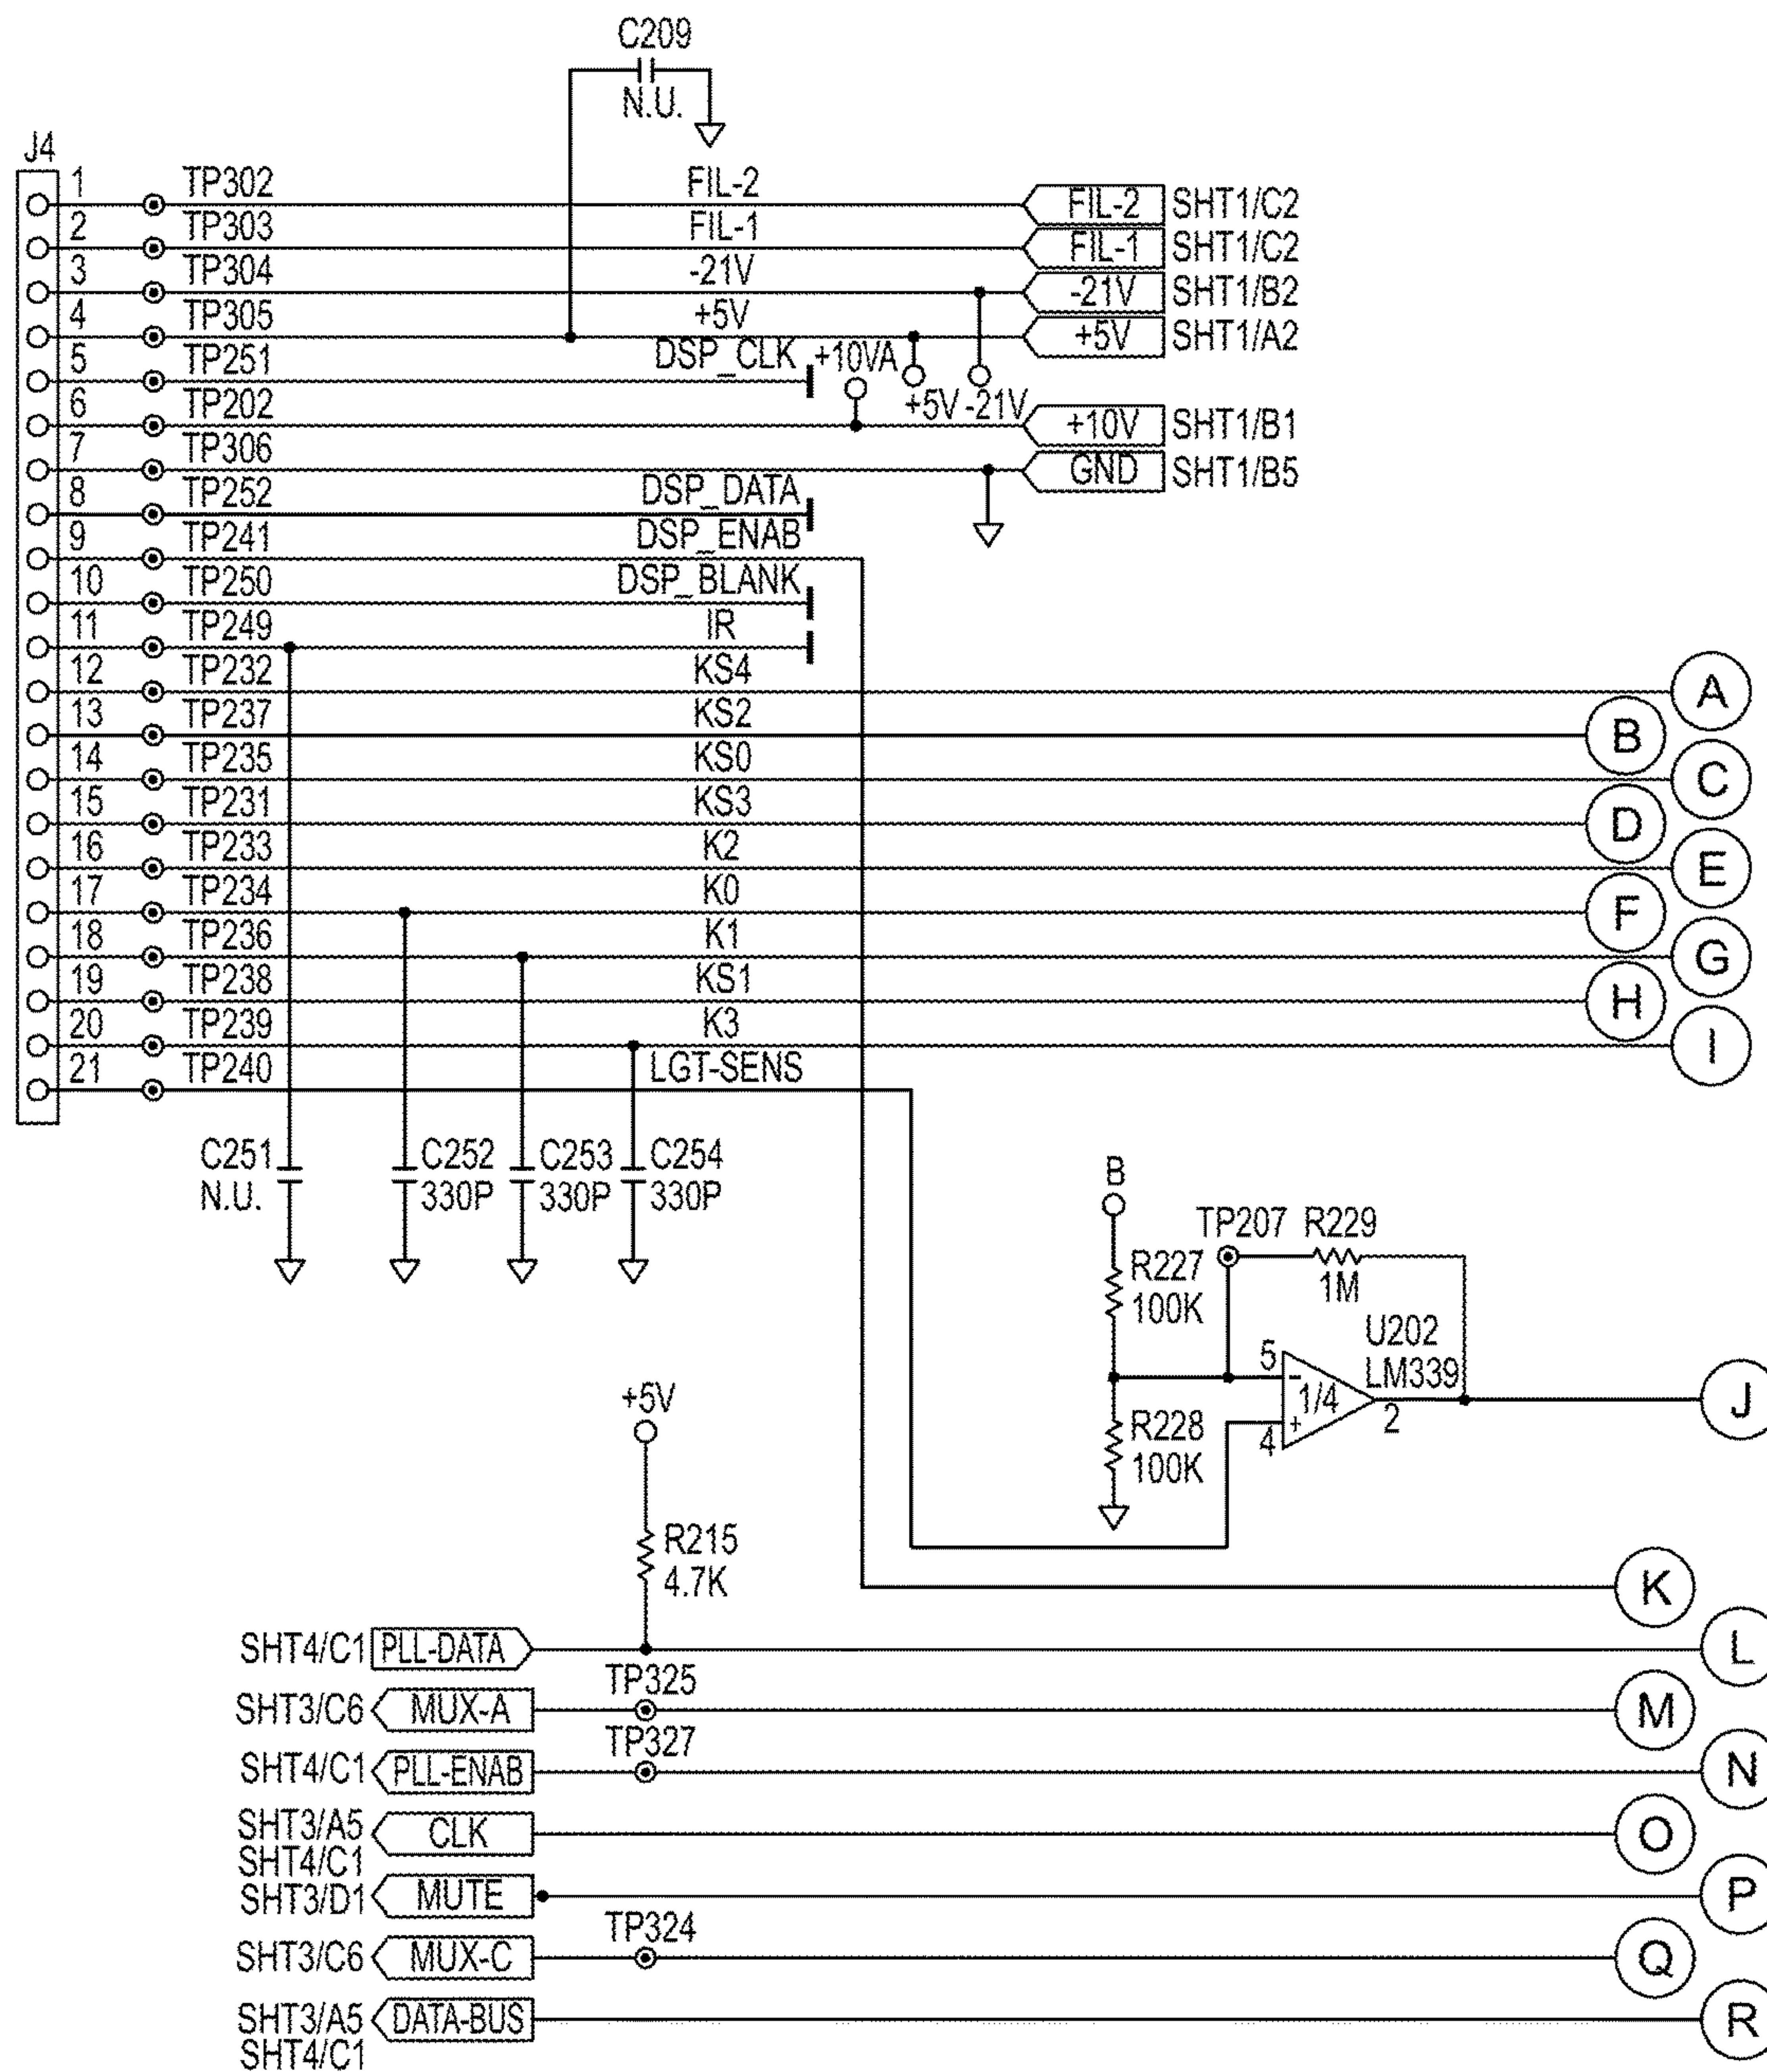 C209
N.U.
J4
1 TP302 FIL-2 FIL-2 SHT1/C2
2 TP303 FIL-1 FIL-1 SHT1/C2
3 TP304 -21V -21V SHT1/B2
4 TP305 +5V +5V SHT1/A2
5 TP251 DSP_CLK +10VA
+5V -21V
6 TP202 +10V SHT1/B1
7 TP306 GND SHT1/B5
8 TP252 DSP_DATA
9 TP241 DSP_ENAB
10 TP250 DSP_BLANK
11 TP249 IR
12 TP232 KS4 A
13 TP237 KS2 B
14 TP235 KS0 C
15 TP231 KS3 D
16 TP233 K2 E
17 TP234 K0 F
18 TP236 K1 G
19 TP238 KS1 H
20 TP239 K3 I
21 TP240 LGT-SENS
C251 C252 C253 C254
N.U. 330P 330P 330P
B
TP207 R229
R227 1M
100K
U202
5 LM339
- 1/4 J
+5V
R228 4 + 2
100K
R215
4.7K
K
SHT4/C1 PLL-DATA L
TP325
SHT3/C6 MUX-A M
TP327
SHT4/C1 PLL-ENAB N
SHT3/A5 CLK O
SHT4/C1
SHT3/D1 MUTE P
TP324
SHT3/C6 MUX-C Q
SHT3/A5 DATA-BUS R
SHT4/C1